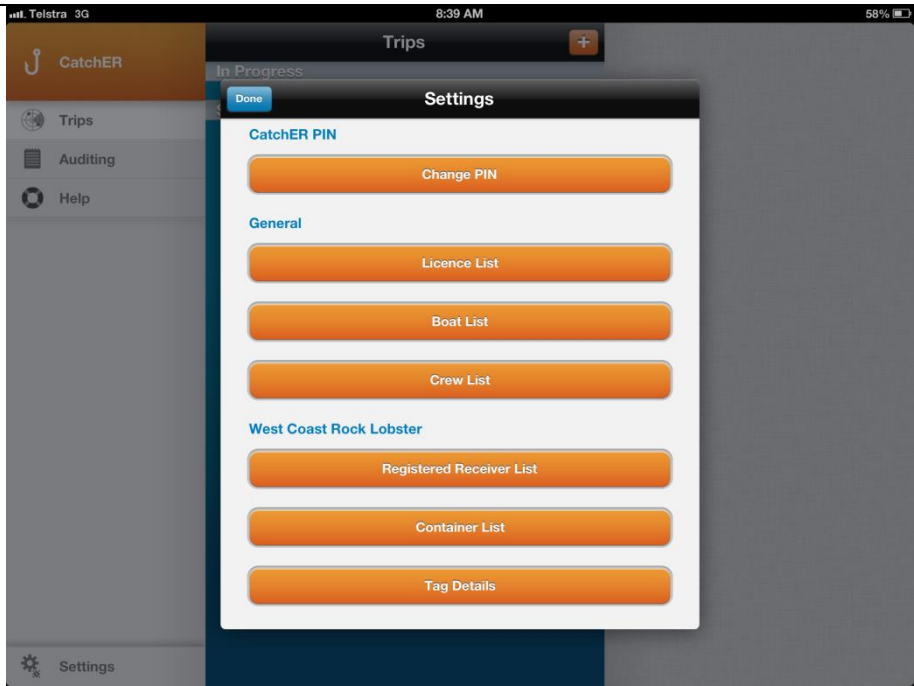 Telstra 3G 8:39 AM 58%
CatchER
Trips
Auditing
Help
Settings
Trips
+
In Progress
S
Done
Settings
CatchER PIN
Change PIN
General
Licence List
Boat List
Crew List
West Coast Rock Lobster
Registered Receiver List
Container List
Tag Details